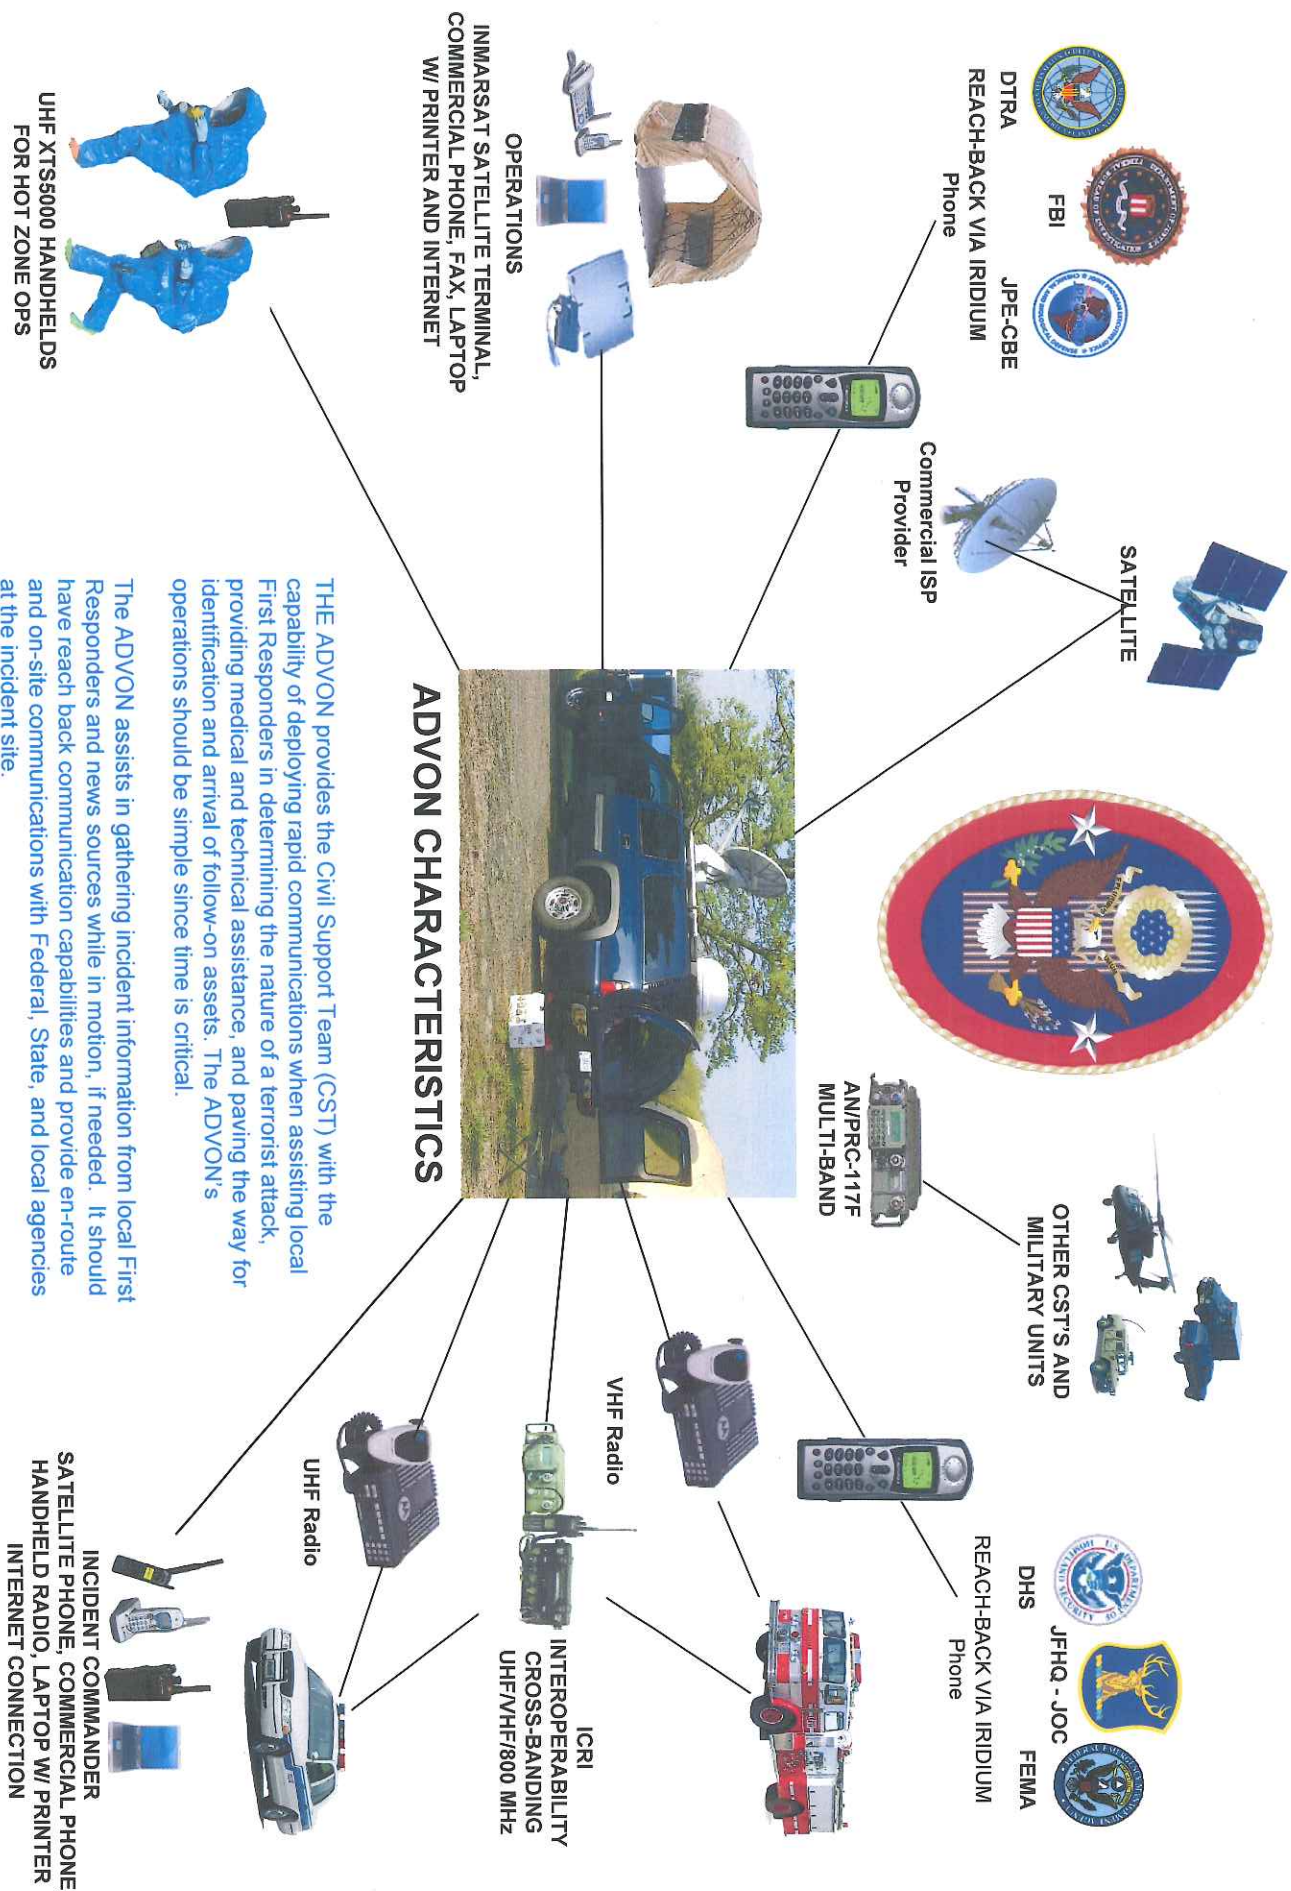 DTRA
FBI
JPE-CBE
REACH-BACK VIA IRIDIUM
Phone
SATELLITE
Commercial ISP
Provider
OTHER CST'S AND
MILITARY UNITS
AN/PRC-117F
MULTI-BAND
DHS
JFHQ - JOC
FEMA
REACH-BACK VIA IRIDIUM
Phone
OPERATIONS
INMARSAT SATELLITE TERMINAL,
COMMERCIAL PHONE, FAX, LAPTOP
W/ PRINTER AND INTERNET
VHF Radio
ICRI
INTEROPERABILITY
CROSS-BANDING
UHF/VHF/800 MHz
ADVON CHARACTERISTICS
UHF Radio
UHF XTS5000 HANDHELDS
FOR HOT ZONE OPS
THE ADVON provides the Civil Support Team (CST) with the
capability of deploying rapid communications when assisting local
First Responders in determining the nature of a terrorist attack,
providing medical and technical assistance, and paving the way for
identification and arrival of follow-on assets. The ADVON's
operations should be simple since time is critical.
The ADVON assists in gathering incident information from local First
Responders and news sources while in motion, if needed. It should
have reach back communication capabilities and provide en-route
and on-site communications with Federal, State, and local agencies
at the incident site.
INCIDENT COMMANDER
SATELLITE PHONE, COMMERCIAL PHONE
HANDHELD RADIO, LAPTOP W/ PRINTER
INTERNET CONNECTION